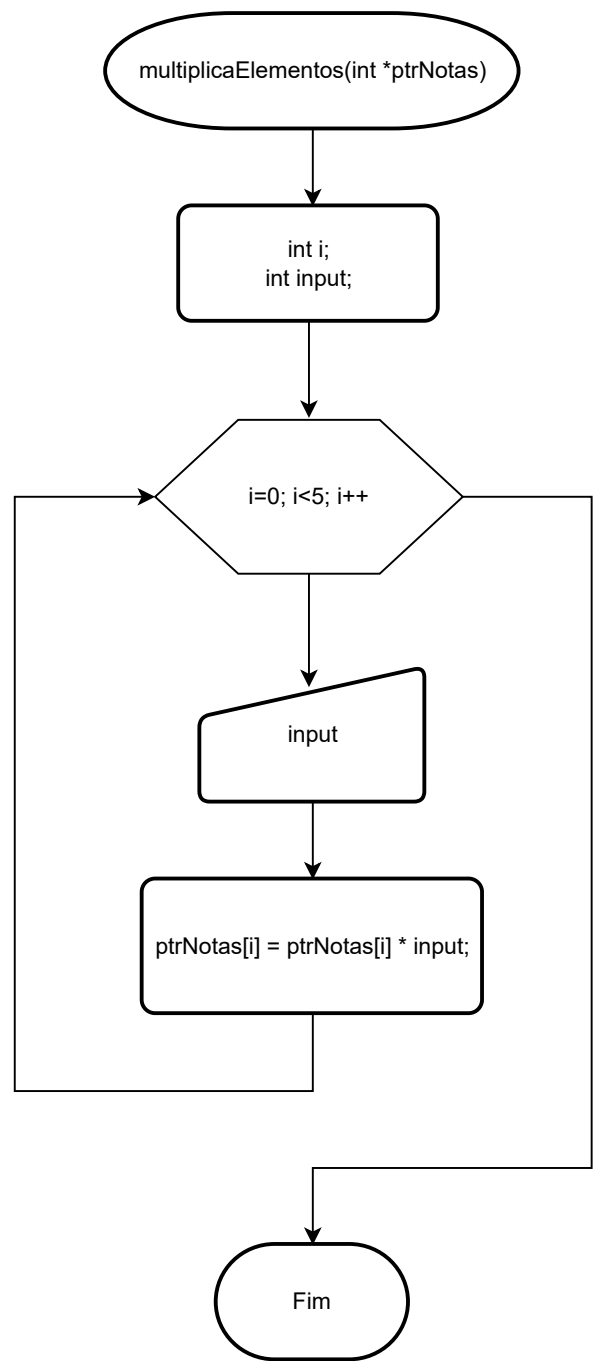 multiplicaElementos(int *ptrNotas)
int i;
int input;
i=0; i<5; i++
input
ptrNotas[i] = ptrNotas[i] * input;
Fim